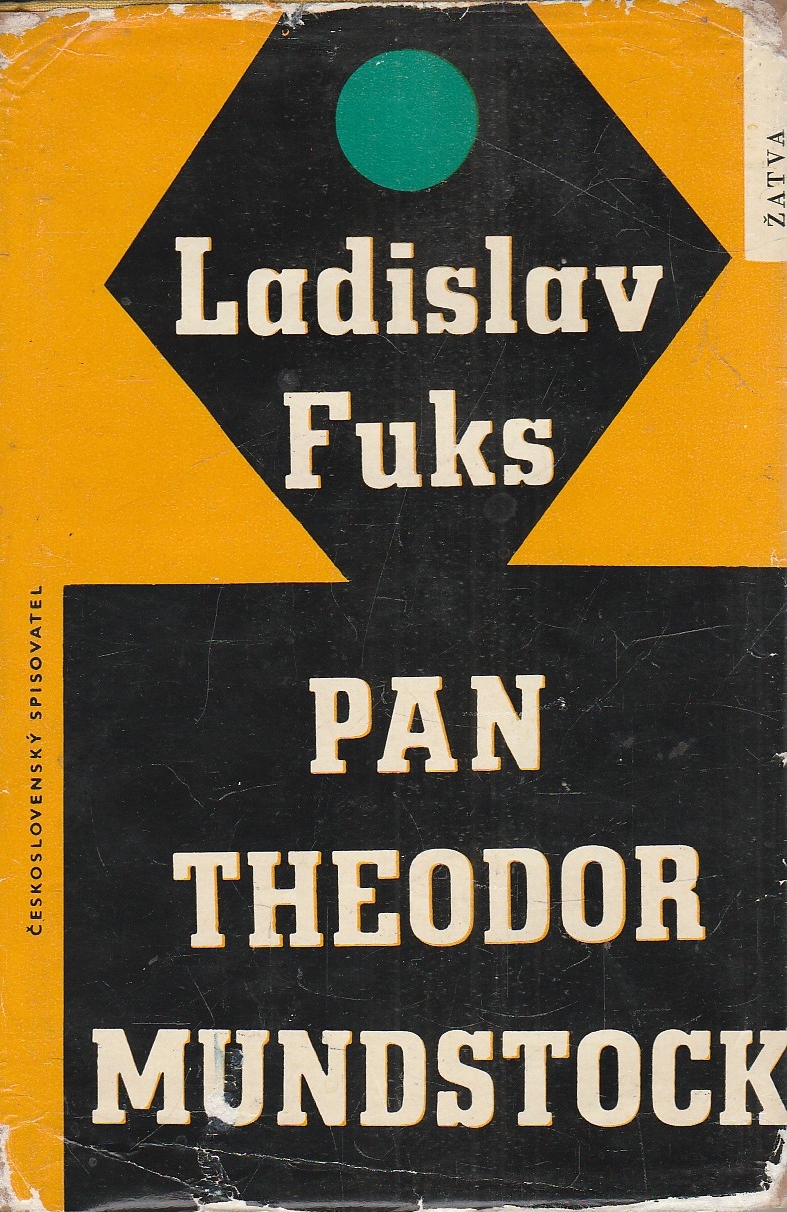 ŽATVA
Ladislav
Fuks
ČESKOSLOVENSKÝ SPISOVATEL
PAN
THEODOR
MUNDSTOCK